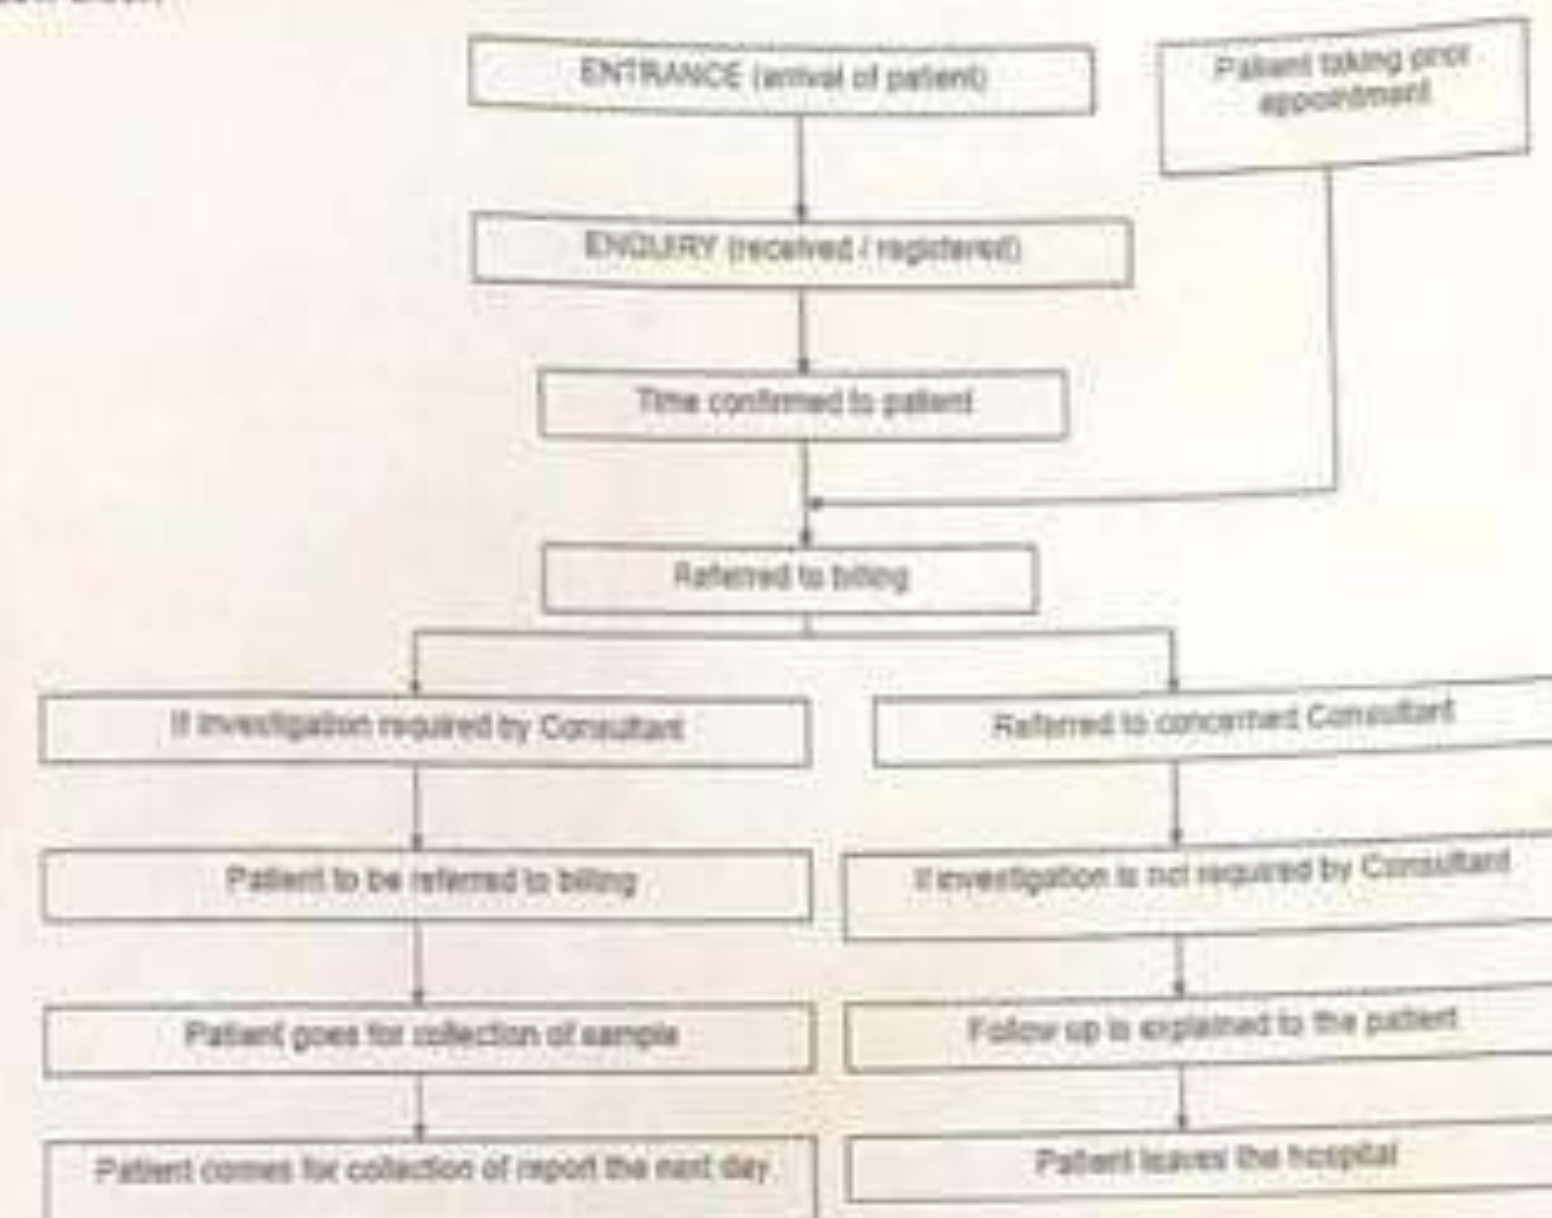 ENTRANCE (arrival of patient)
Patient taking prior
appointment
ENQUIRY (received / registered)
Time confirmed to patient
Referred to billing
If investigation required by Consultant
Referred to concerned Consultant
Patient to be referred to billing
If investigation is not required by Consultant
Patient goes for collection of sample
Follow up is explained to the patient
Patient comes for collection of report the next day
Patient leaves the hospital